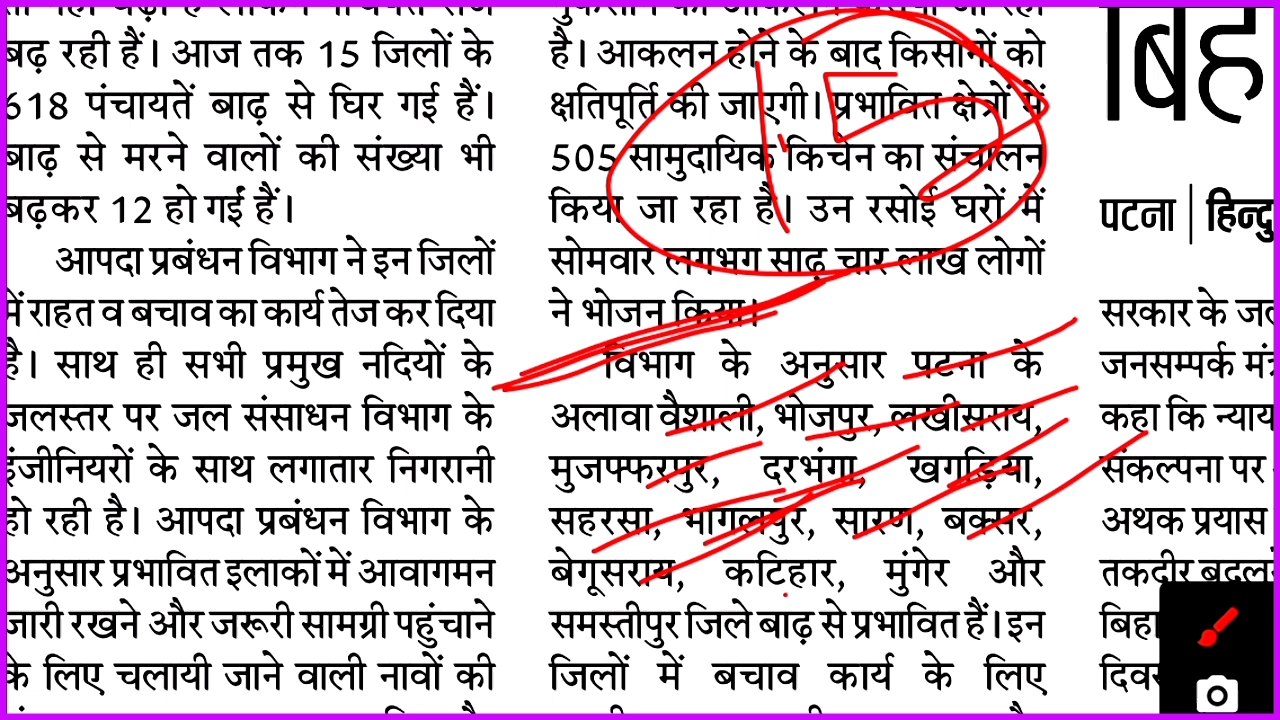 बढ़ रही हैं। आज तक 15 जिलों के
618 पंचायतें बाढ़ से घिर गई हैं।
बाढ़ से मरने वालों की संख्या भी
बढ़कर 12 हो गईं हैं।
आपदा प्रबंधन विभाग ने इन जिलों
में राहत व बचाव का कार्य तेज कर दिया
है। साथ ही सभी प्रमुख नदियों के
जलस्तर पर जल संसाधन विभाग के
इंजीनियरों के साथ लगातार निगरानी
हो रही है। आपदा प्रबंधन विभाग के
अनुसार प्रभावित इलाकों में आवागमन
जारी रखने और जरूरी सामग्री पहुंचाने
के लिए चलायी जाने वाली नावों की
है। आकलन होने के बाद किसानों को
क्षतिपूर्ति की जाएगी। प्रभावित क्षेत्रों में
505 सामुदायिक किचेन का संचालन
किया जा रहा है। उन रसोई घरों में
सोमवार लगभग साढ़े चार लाख लोगों
ने भोजन किया।
विभाग के अनुसार पटना के
अलावा वैशाली, भोजपुर, लखीसराय,
मुजफ्फरपुर, दरभंगा, खगड़िया,
सहरसा, भागलपुर, सारण, बक्सर,
बेगूसराय, कटिहार, मुंगेर और
समस्तीपुर जिले बाढ़ से प्रभावित हैं। इन
जिलों में बचाव कार्य के लिए
15
बिह
पटना | हिन्दु
सरकार के
जनसम्पर्क
कहा कि न्याय
संकल्पना पर
अथक प्रयास
तकदीर